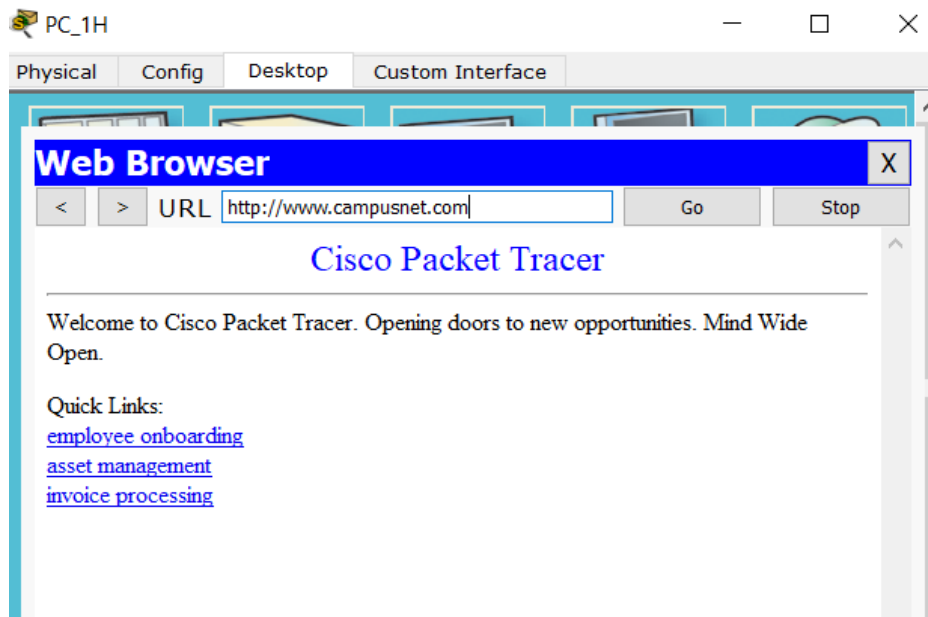 PC_1H
Physical Config Desktop Custom Interface
Web Browser X
< > URL http://www.campusnet.com Go Stop
Cisco Packet Tracer
Welcome to Cisco Packet Tracer. Opening doors to new opportunities. Mind Wide
Open.
Quick Links:
employee onboarding
asset management
invoice processing